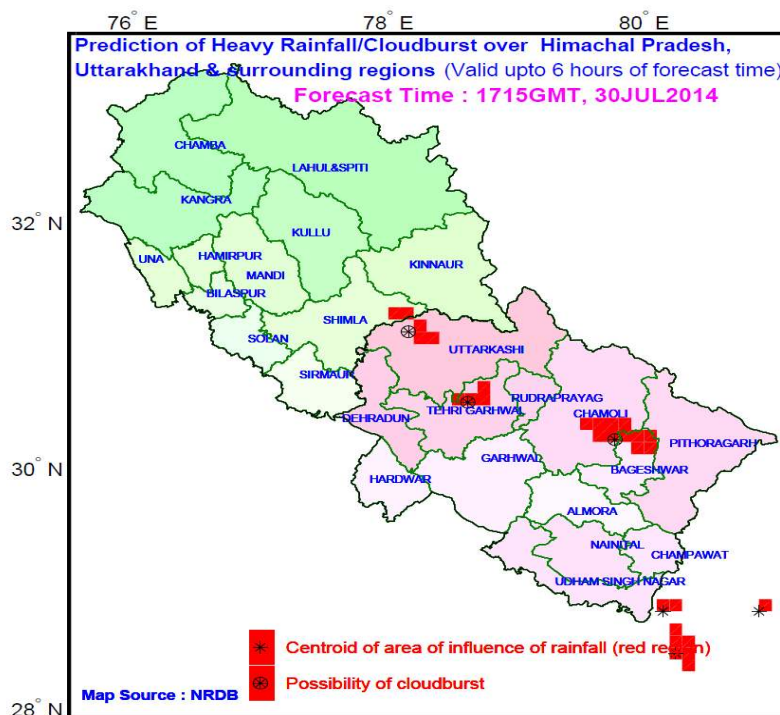 76° E 78° E 80° E
Prediction of Heavy Rainfall/Cloudburst over Himachal Pradesh,
Uttarakhand & surrounding regions (Valid upto 6 hours of forecast time)
Forecast Time : 1715GMT, 30JUL2014
CHAMBA
LAHUL&SPITI
KANGRA
32° N
KULLU
HAMIRPUR
UNA
MANDI
KINNAUR
BILASPUR
SHIMLA
SOLAN
UTTARKASHI
SIRMAUR
RUDRAPRAYAG
DEHRADUN TEHRI GARHWAL CHAMOLI
PITHORAGARH
30° N
GARHWAL
BAGESHWAR
HARDWAR
ALMORA
NAINITAL
CHAMPAWAT
UDHAM SINGH NAGAR
Centroid of area of influence of rainfall (red region)
Possibility of cloudburst
Map Source : NRDB
28° N